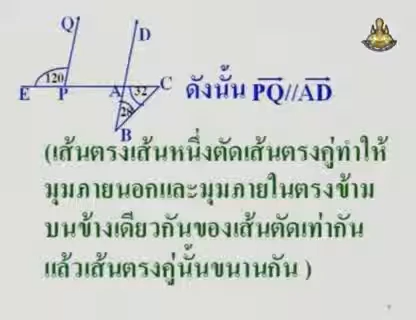 Q
D
120
32
C
E
P
A
28
B
ดังนั้น PQ//AD
(เส้นตรงเส้นหนึ่งตัดเส้นตรงคู่ทำให้
มุมภายนอกและมุมภายในตรงข้าม
บนข้างเดียวกันของเส้นตัดเท่ากัน
แล้วเส้นตรงคู่นั้นขนานกัน )